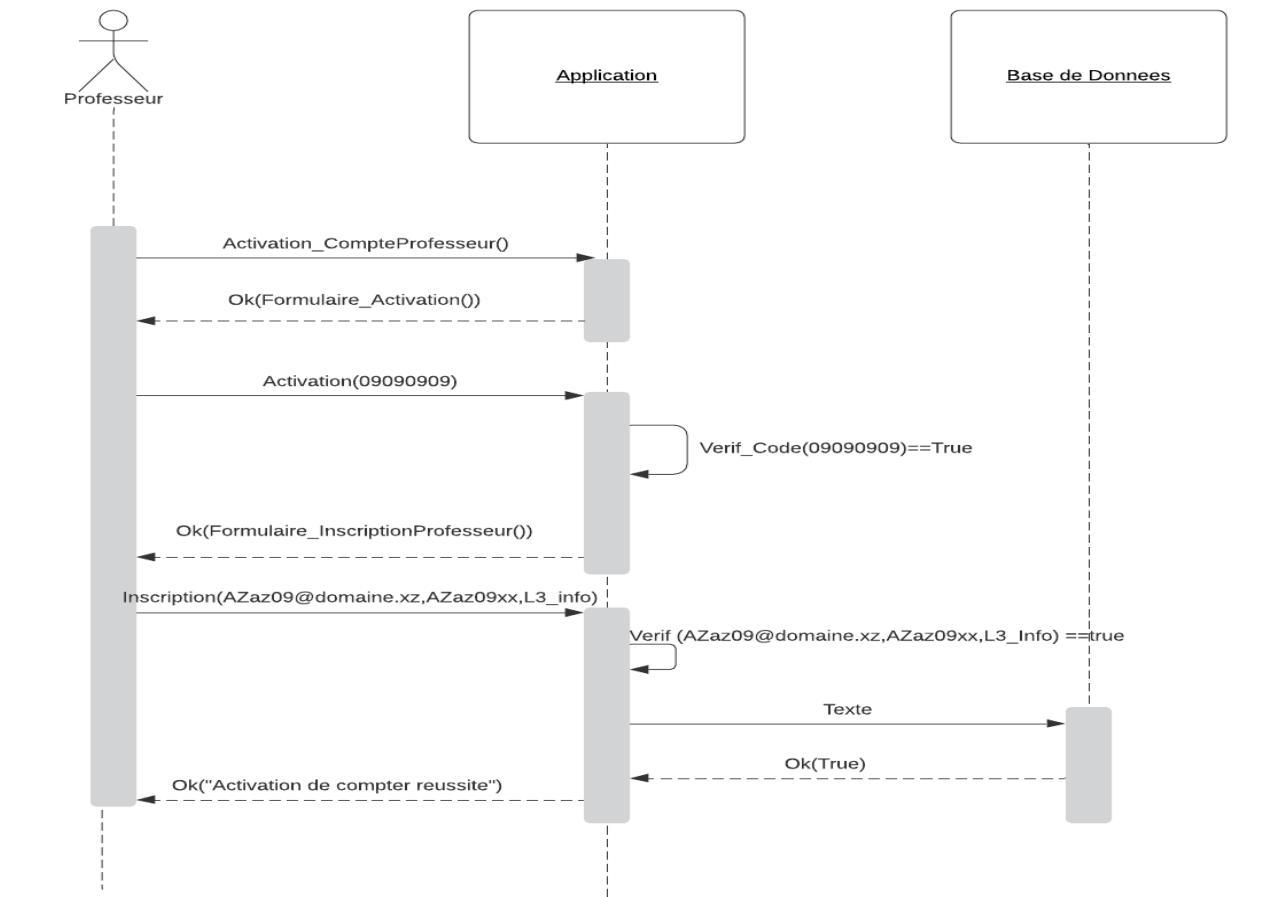 Professeur
Application
Base de Donnees
Activation_CompteProfesseur()
Ok(Formulaire_Activation())
Activation(09090909)
Verif_Code(09090909)==True
Ok(Formulaire_InscriptionProfesseur())
Inscription(AZaz09@domaine.xz,AZaz09xx,L3_info)
Verif (AZaz09@domaine.xz,AZaz09xx,L3_Info) ==true
Texte
Ok(True)
Ok("Activation de compter reussite")